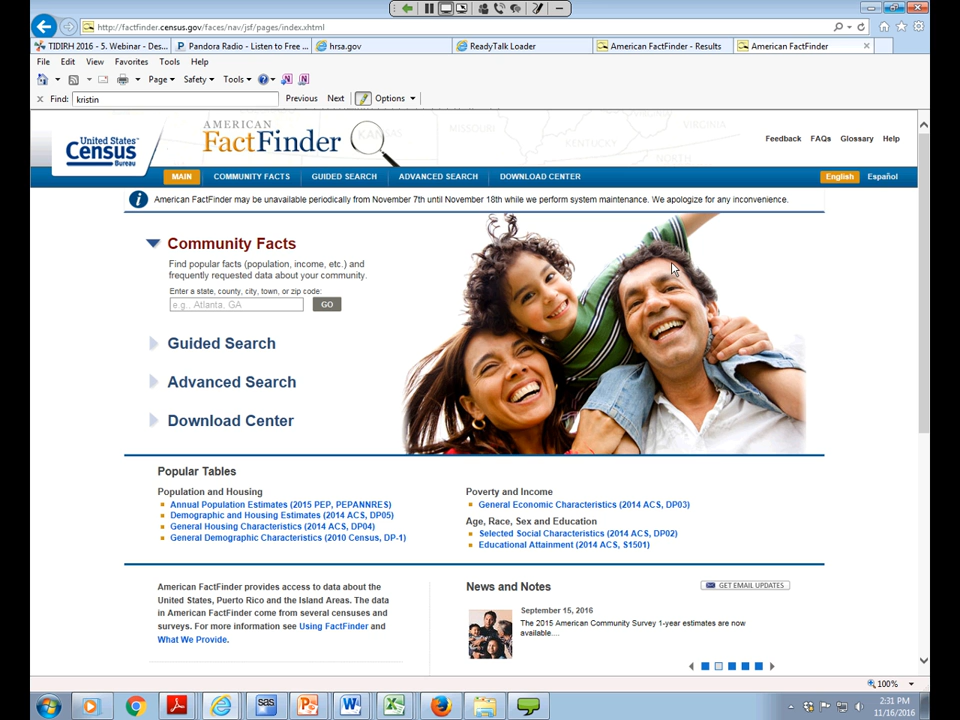 http://factfinder.census.gov/faces/nav/jsf/pages/index.xhtml
TIDIRH 2016 - 5. Webinar - Des...
Pandora Radio - Listen to Free ...
hrsa.gov
ReadyTalk Loader
American FactFinder - Results
American FactFinder
File Edit View Favorites Tools Help
Page Safety Tools
Find: kristin Previous Next Options
United States
Census
Bureau
AMERICAN
FactFinder
KANSAS
MISSOURI
KENTUCKY
VIRGINIA
NORTH
Feedback FAQs Glossary Help
MAIN COMMUNITY FACTS GUIDED SEARCH ADVANCED SEARCH DOWNLOAD CENTER English Español
American FactFinder may be unavailable periodically from November 7th until November 18th while we perform system maintenance. We apologize for any inconvenience.
Community Facts
Find popular facts (population, income, etc.) and
frequently requested data about your community.
Enter a state, county, city, town, or zip code:
e.g., Atlanta, GA GO
Guided Search
Advanced Search
Download Center
Popular Tables
Population and Housing
Annual Population Estimates (2015 PEP, PEPANNRES)
Demographic and Housing Estimates (2014 ACS, DP05)
General Housing Characteristics (2014 ACS, DP04)
General Demographic Characteristics (2010 Census, DP-1)
Poverty and Income
General Economic Characteristics (2014 ACS, DP03)
Age, Race, Sex and Education
Selected Social Characteristics (2014 ACS, DP02)
Educational Attainment (2014 ACS, S1501)
American FactFinder provides access to data about the
United States, Puerto Rico and the Island Areas. The data
in American FactFinder come from several censuses and
surveys. For more information see Using FactFinder and
What We Provide.
News and Notes
GET EMAIL UPDATES
September 15, 2016
The 2015 American Community Survey 1-year estimates are now
available....
100%
sas
2:31 PM
11/16/2016